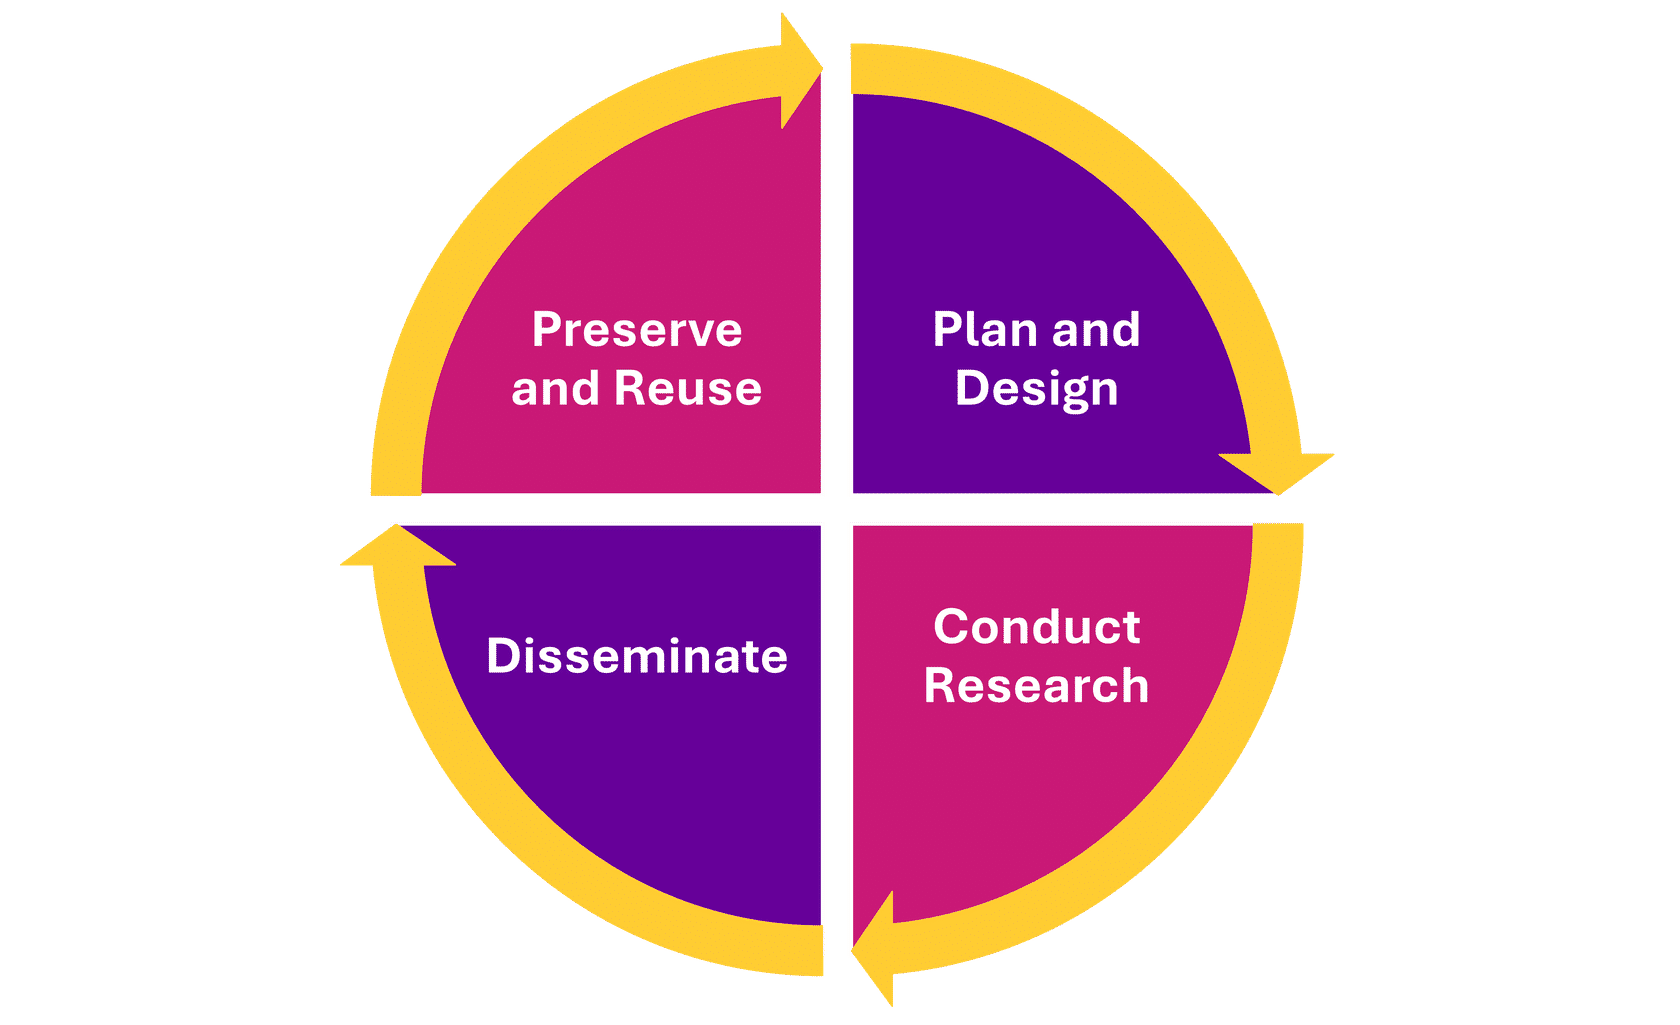 Preserve
and Reuse
Plan and
Design
Disseminate
Conduct
Research